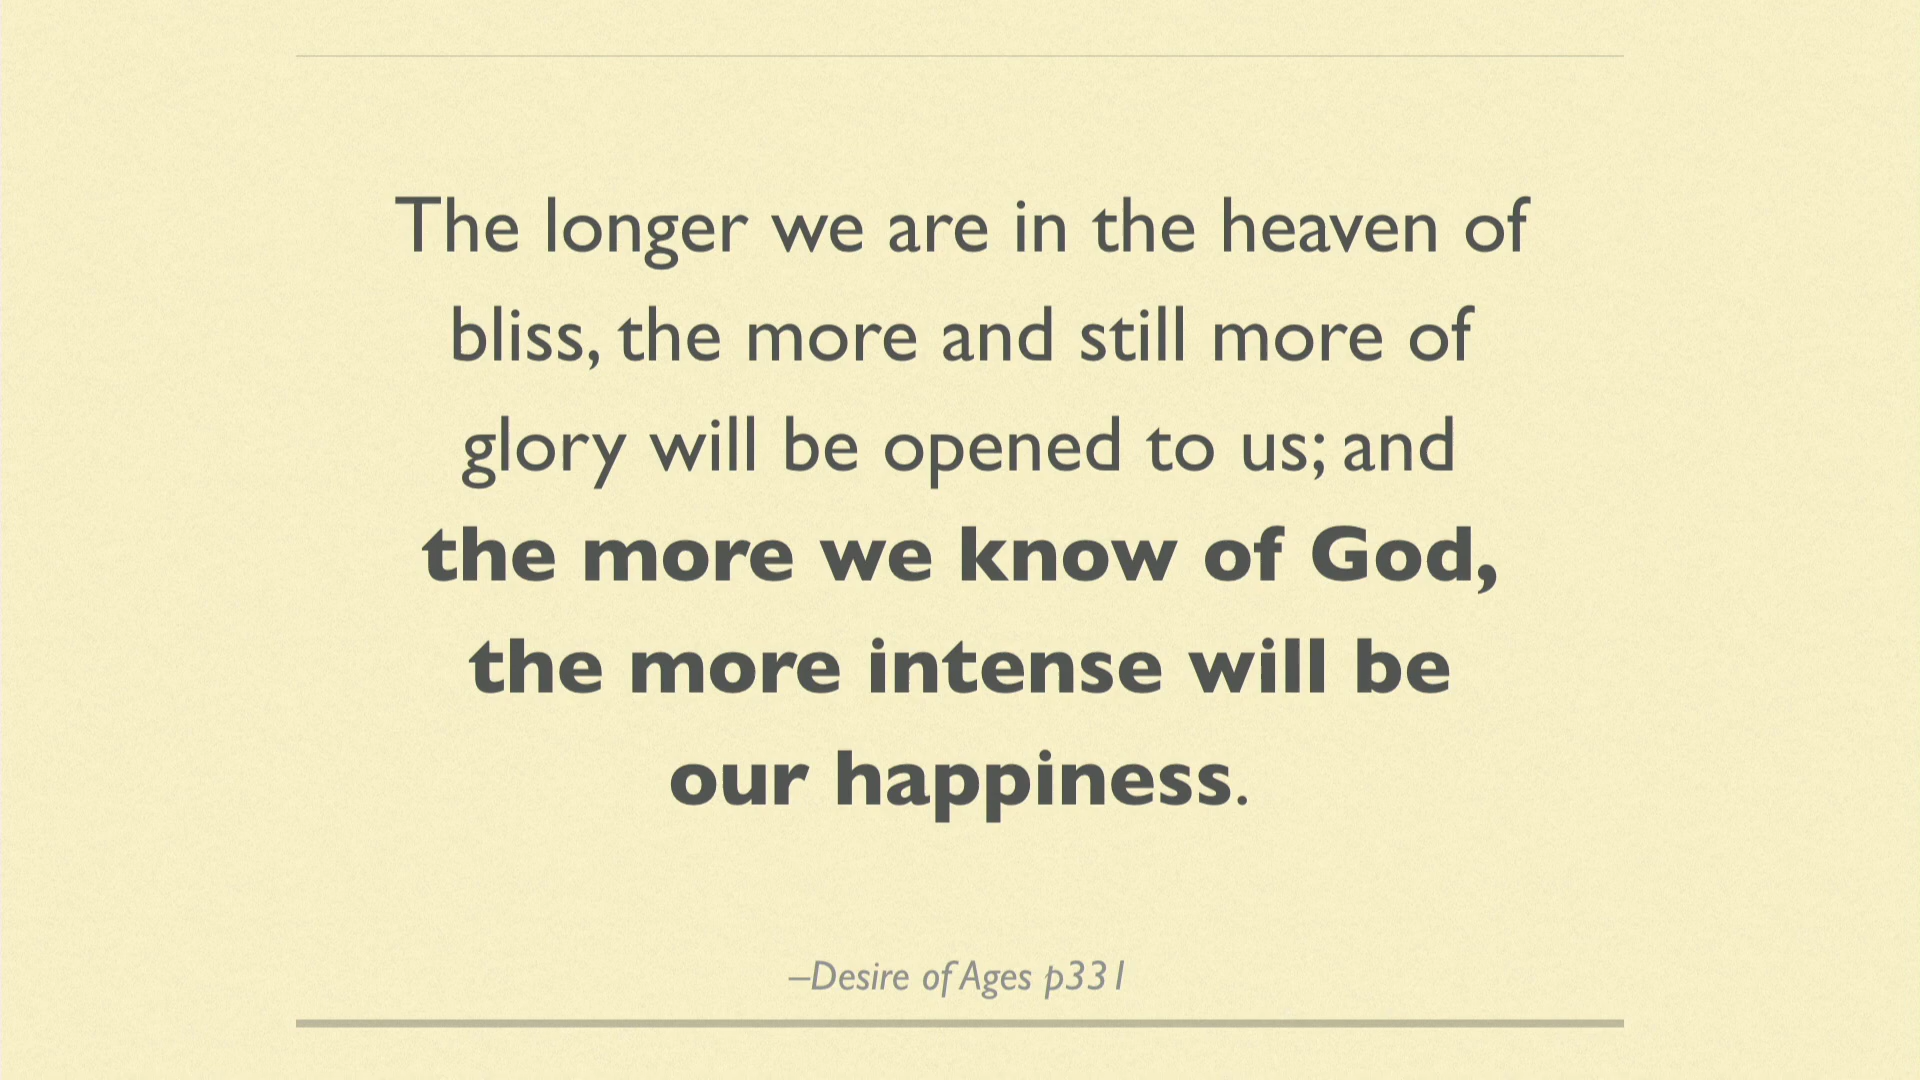 The longer we are in the heaven of
bliss, the more and still more of
glory will be opened to us; and
the more we know of God,
the more intense will be
our happiness.
–Desire of Ages p331